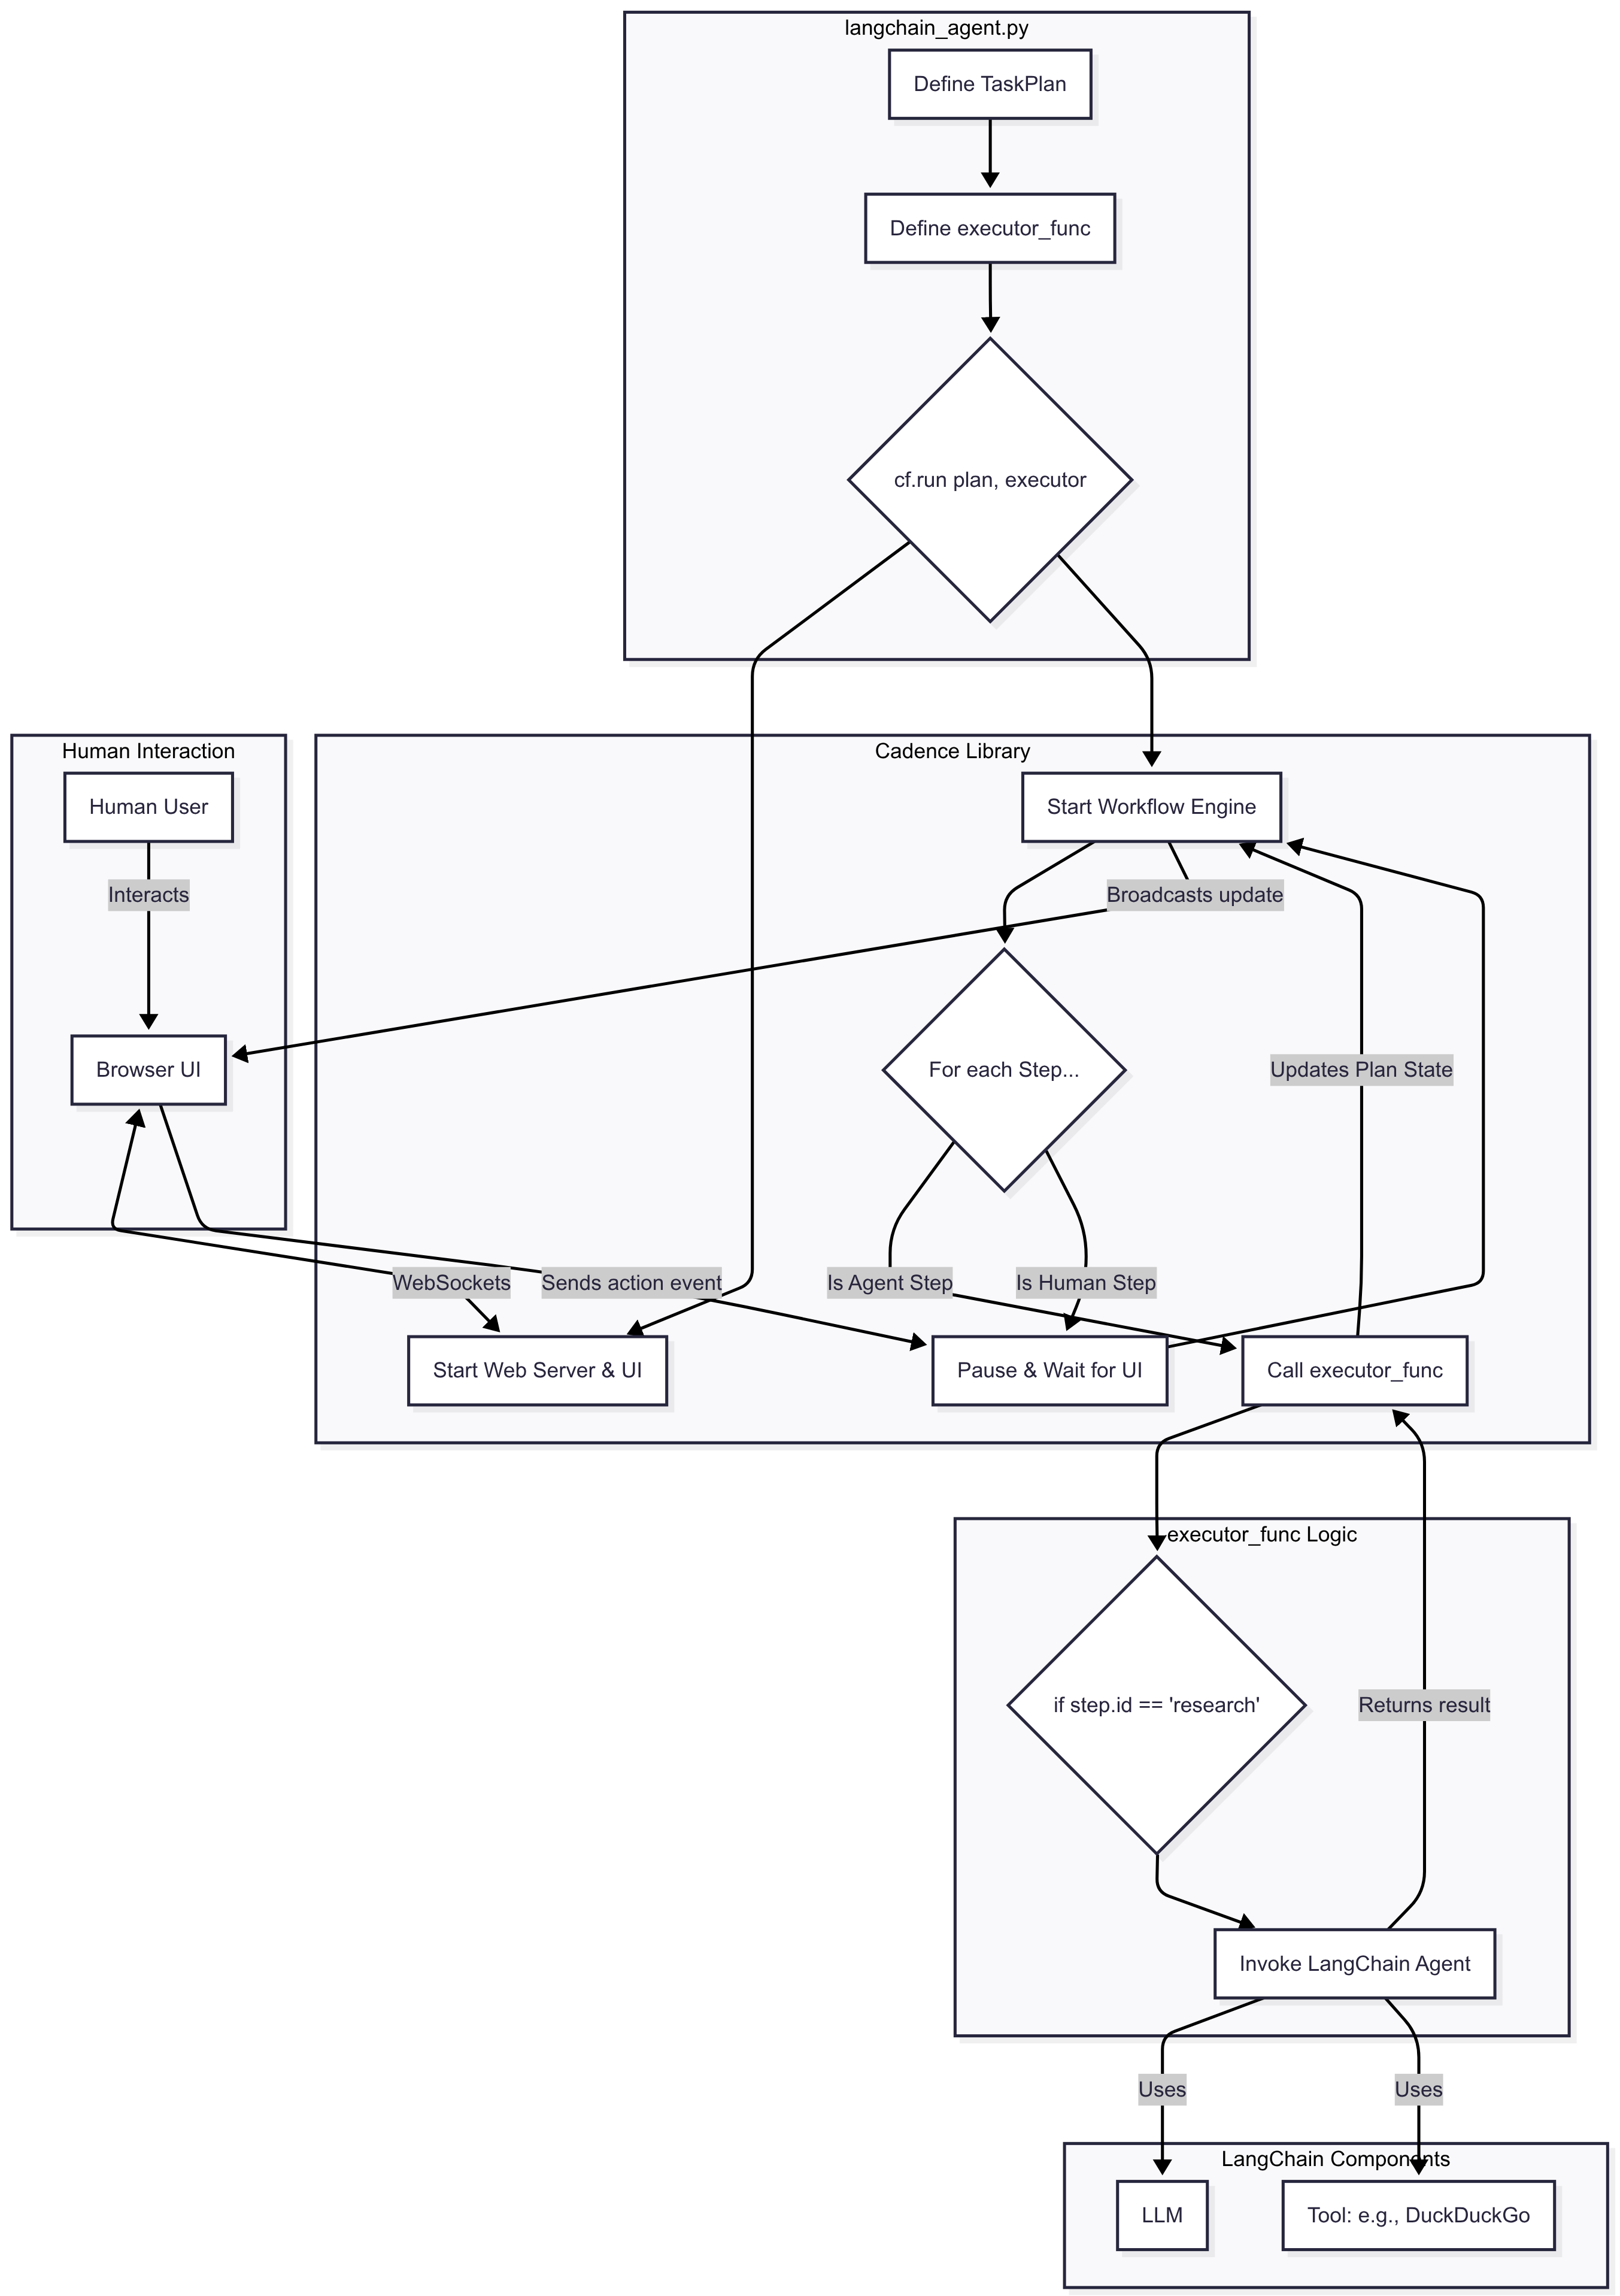 langchain_agent.py
Define TaskPlan
Define executor_func
cf.run plan, executor
Human Interaction
Cadence Library
Human User
Start Workflow Engine
Interacts
Broadcasts update
Browser UI
For each Step...
Updates Plan State
WebSockets
Sends action event
Is Agent Step
Is Human Step
Start Web Server & UI
Pause & Wait for UI
Call executor_func
executor_func Logic
if step.id == 'research'
Returns result
Invoke LangChain Agent
Uses
Uses
LangChain Components
LLM
Tool: e.g., DuckDuckGo